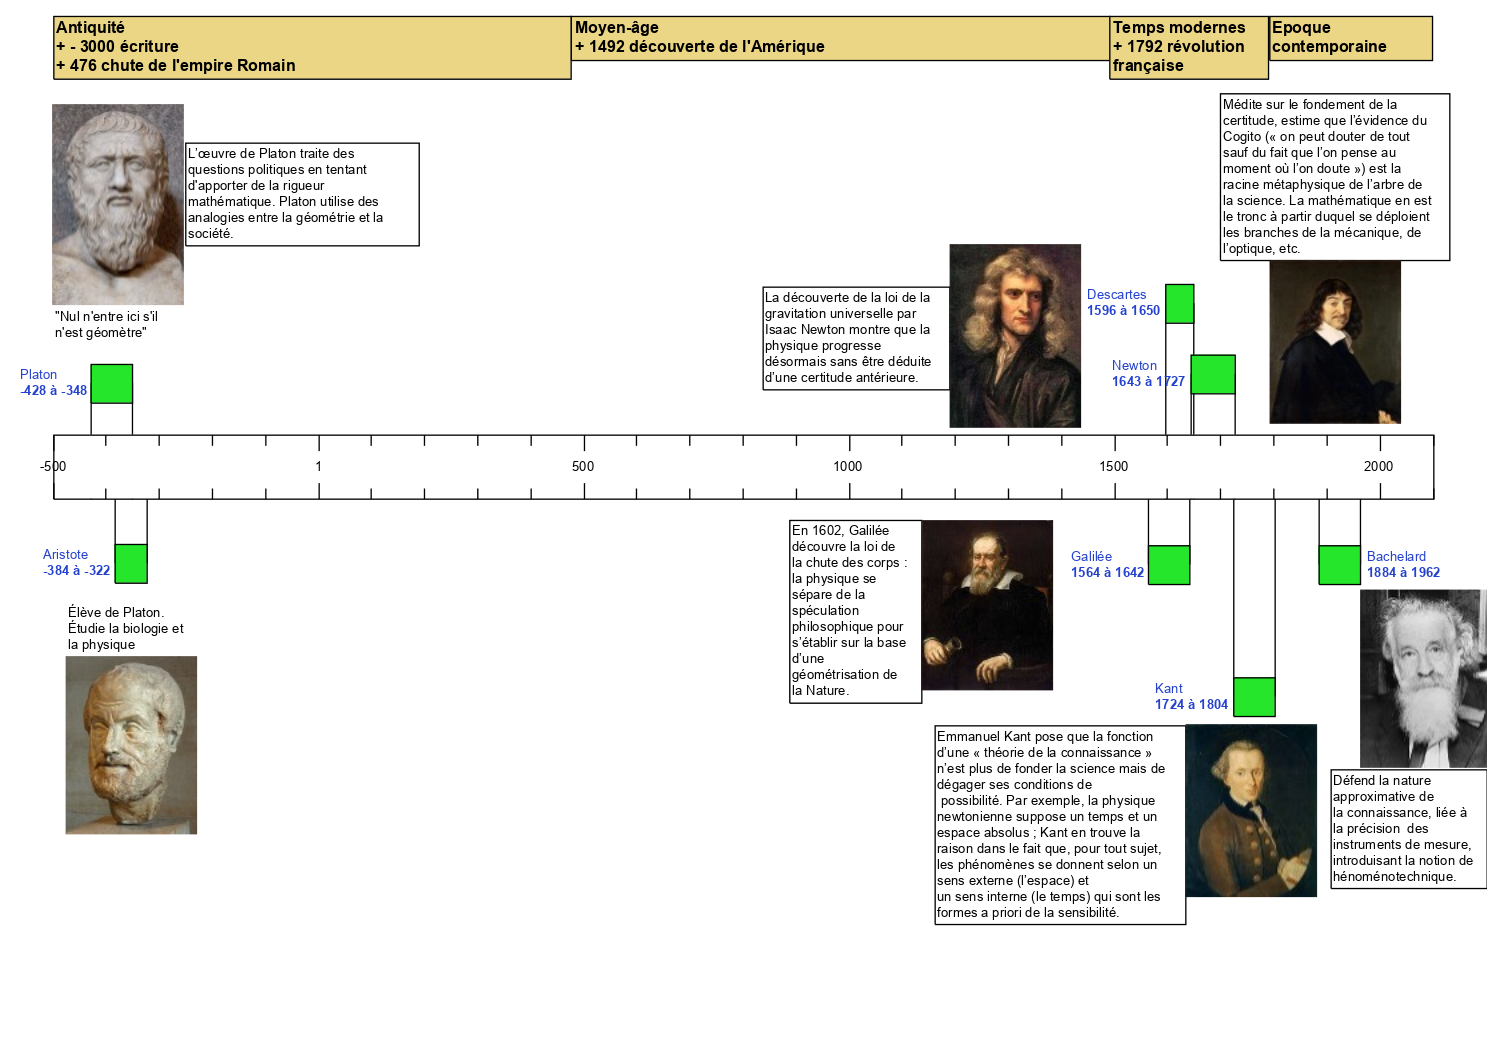 Antiquité
+ - 3000 écriture
+ 476 chute de l'empire Romain
Moyen-âge
+ 1492 découverte de l'Amérique
Temps modernes
+ 1792 révolution
française
Epoque
contemporaine
L'œuvre de Platon traite des
questions politiques en tentant
d'apporter de la rigueur
mathématique. Platon utilise des
analogies entre la géométrie et la
société.
"Nul n'entre ici s'il
n'est géomètre"
Platon
-428 à -348
La découverte de la loi de la
gravitation universelle par
Isaac Newton montre que la
physique progresse
désormais sans être déduite
d'une certitude antérieure.
Médite sur le fondement de la
certitude, estime que l'évidence du
Cogito (« on peut douter de tout
sauf du fait que l'on pense au
moment où l'on doute ») est la
racine métaphysique de l'arbre de
la science. La mathématique en est
le tronc à partir duquel se déploient
les branches de la mécanique, de
l'optique, etc.
Descartes
1596 à 1650
Newton
1643 à 1727
-500
1
500
1000
1500
2000
Aristote
-384 à -322
Élève de Platon.
Étudie la biologie et
la physique
En 1602, Galilée
découvre la loi de
la chute des corps :
la physique se
sépare de la
spéculation
philosophique pour
s'établir sur la base
d'une
géométrisation de
la Nature.
Galilée
1564 à 1642
Bachelard
1884 à 1962
Kant
1724 à 1804
Emmanuel Kant pose que la fonction
d'une « théorie de la connaissance »
n'est plus de fonder la science mais de
dégager ses conditions de
possibilité. Par exemple, la physique
newtonienne suppose un temps et un
espace absolus ; Kant en trouve la
raison dans le fait que, pour tout sujet,
les phénomènes se donnent selon un
sens externe (l'espace) et
un sens interne (le temps) qui sont les
formes a priori de la sensibilité.
Défend la nature
approximative de
la connaissance, liée à
la précision  des
instruments de mesure,
introduisant la notion de
hénoménotechnique.